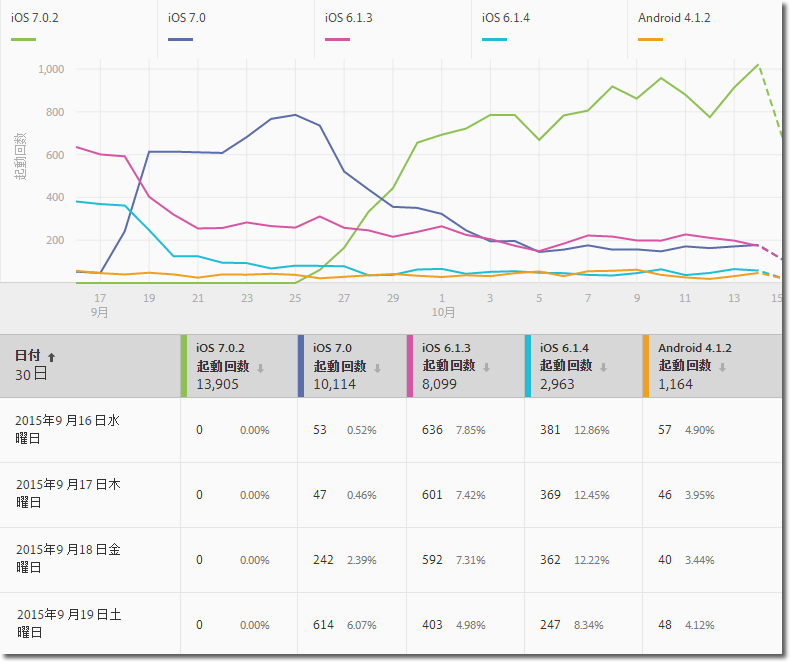 iOS 7.0.2 iOS 7.0 iOS 6.1.3 iOS 6.1.4 Android 4.1.2
1,000
800
600
400
200
起動回数
17 19 21 23 25 27 29 1 3 5 7 9 11 13 15
9月 10月
日付 ↑
30日
iOS 7.0.2
起動回数 ↓
13,905
iOS 7.0
起動回数 ↓
10,114
iOS 6.1.3
起動回数 ↓
8,099
iOS 6.1.4
起動回数 ↓
2,963
Android 4.1.2
起動回数 ↓
1,164
2015年9 月16 日水
曜日
0 0.00% 53 0.52% 636 7.85% 381 12.86% 57 4.90%
2015年9 月17 日木
曜日
0 0.00% 47 0.46% 601 7.42% 369 12.45% 46 3.95%
2015年9 月18 日金
曜日
0 0.00% 242 2.39% 592 7.31% 362 12.22% 40 3.44%
2015年9 月19 日土
曜日
0 0.00% 614 6.07% 403 4.98% 247 8.34% 48 4.12%